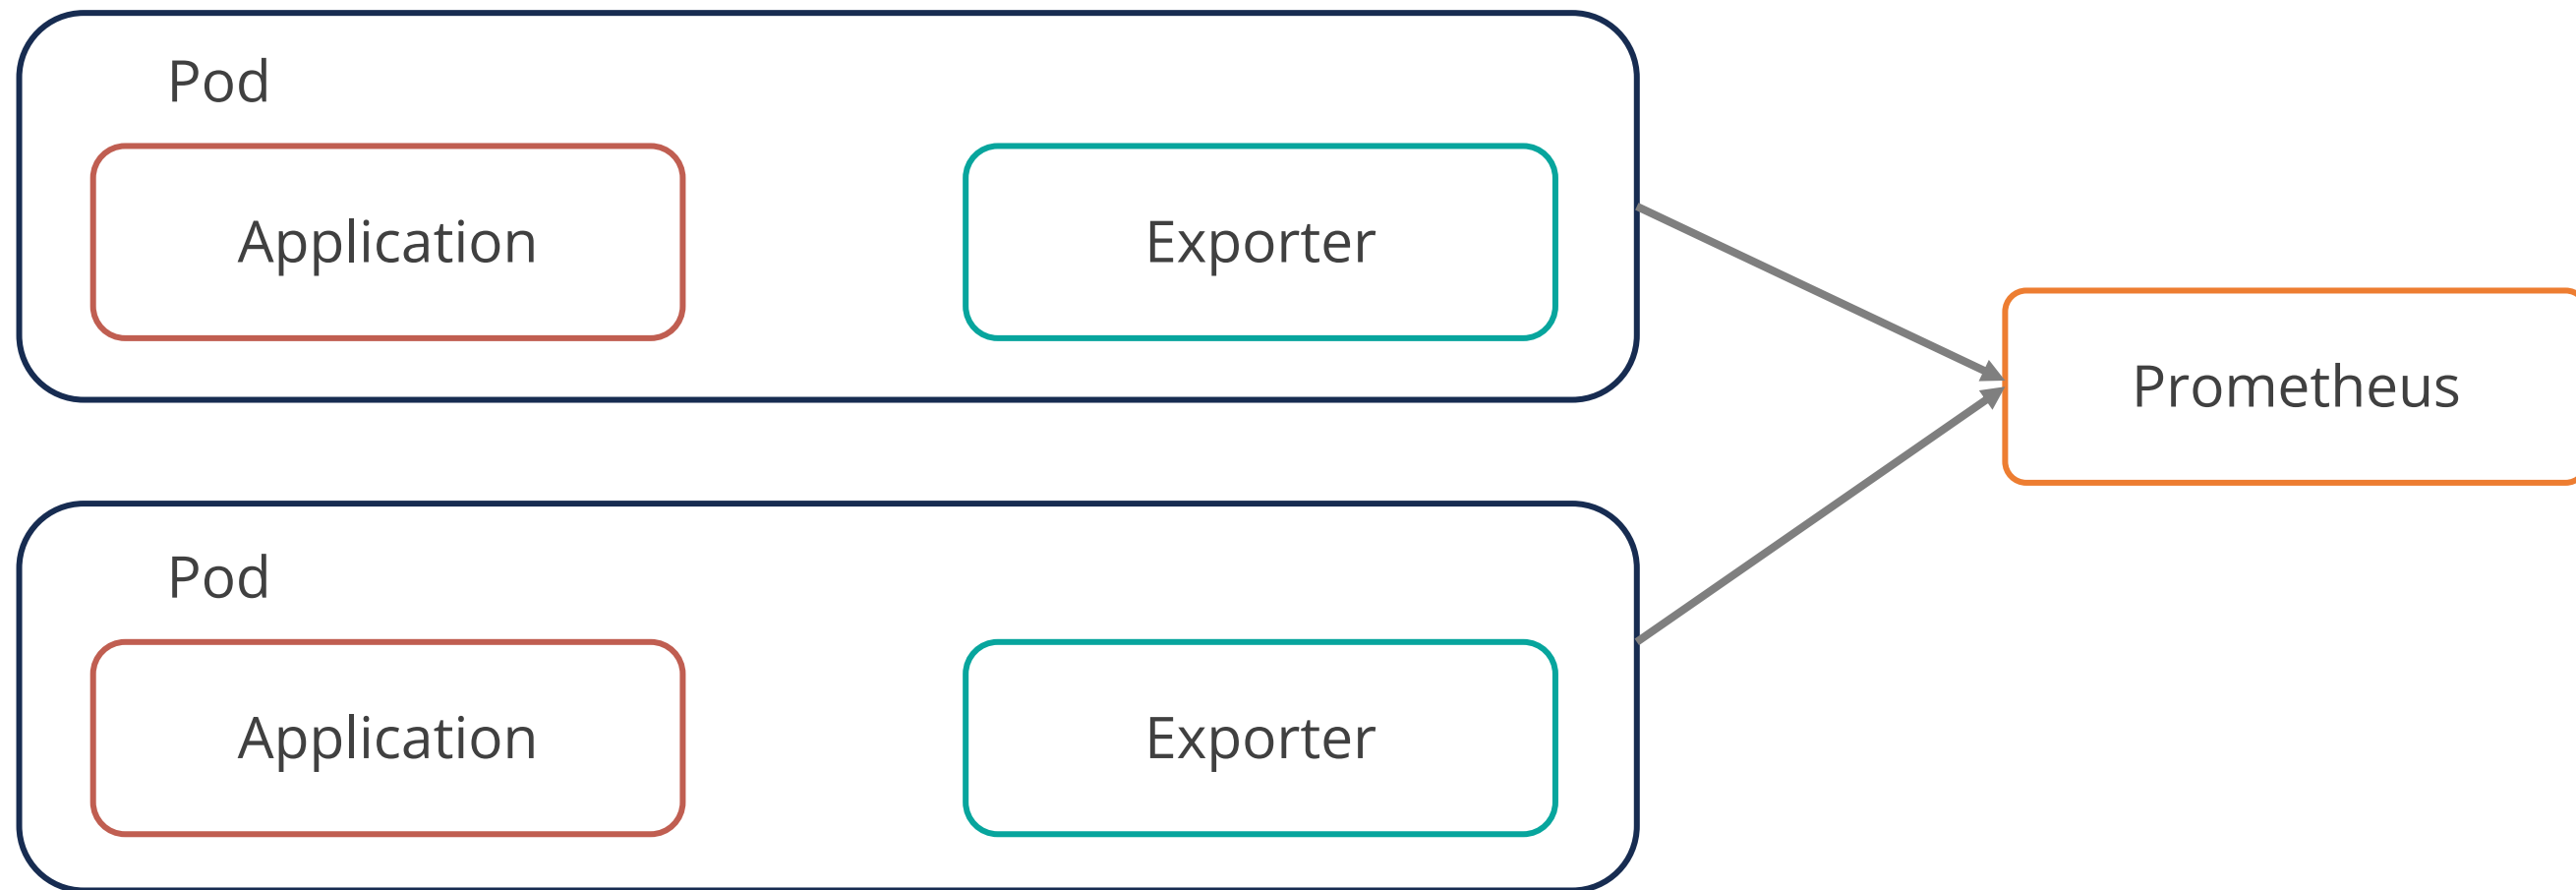 Pod
Application
Exporter
Prometheus
Pod
Application
Exporter